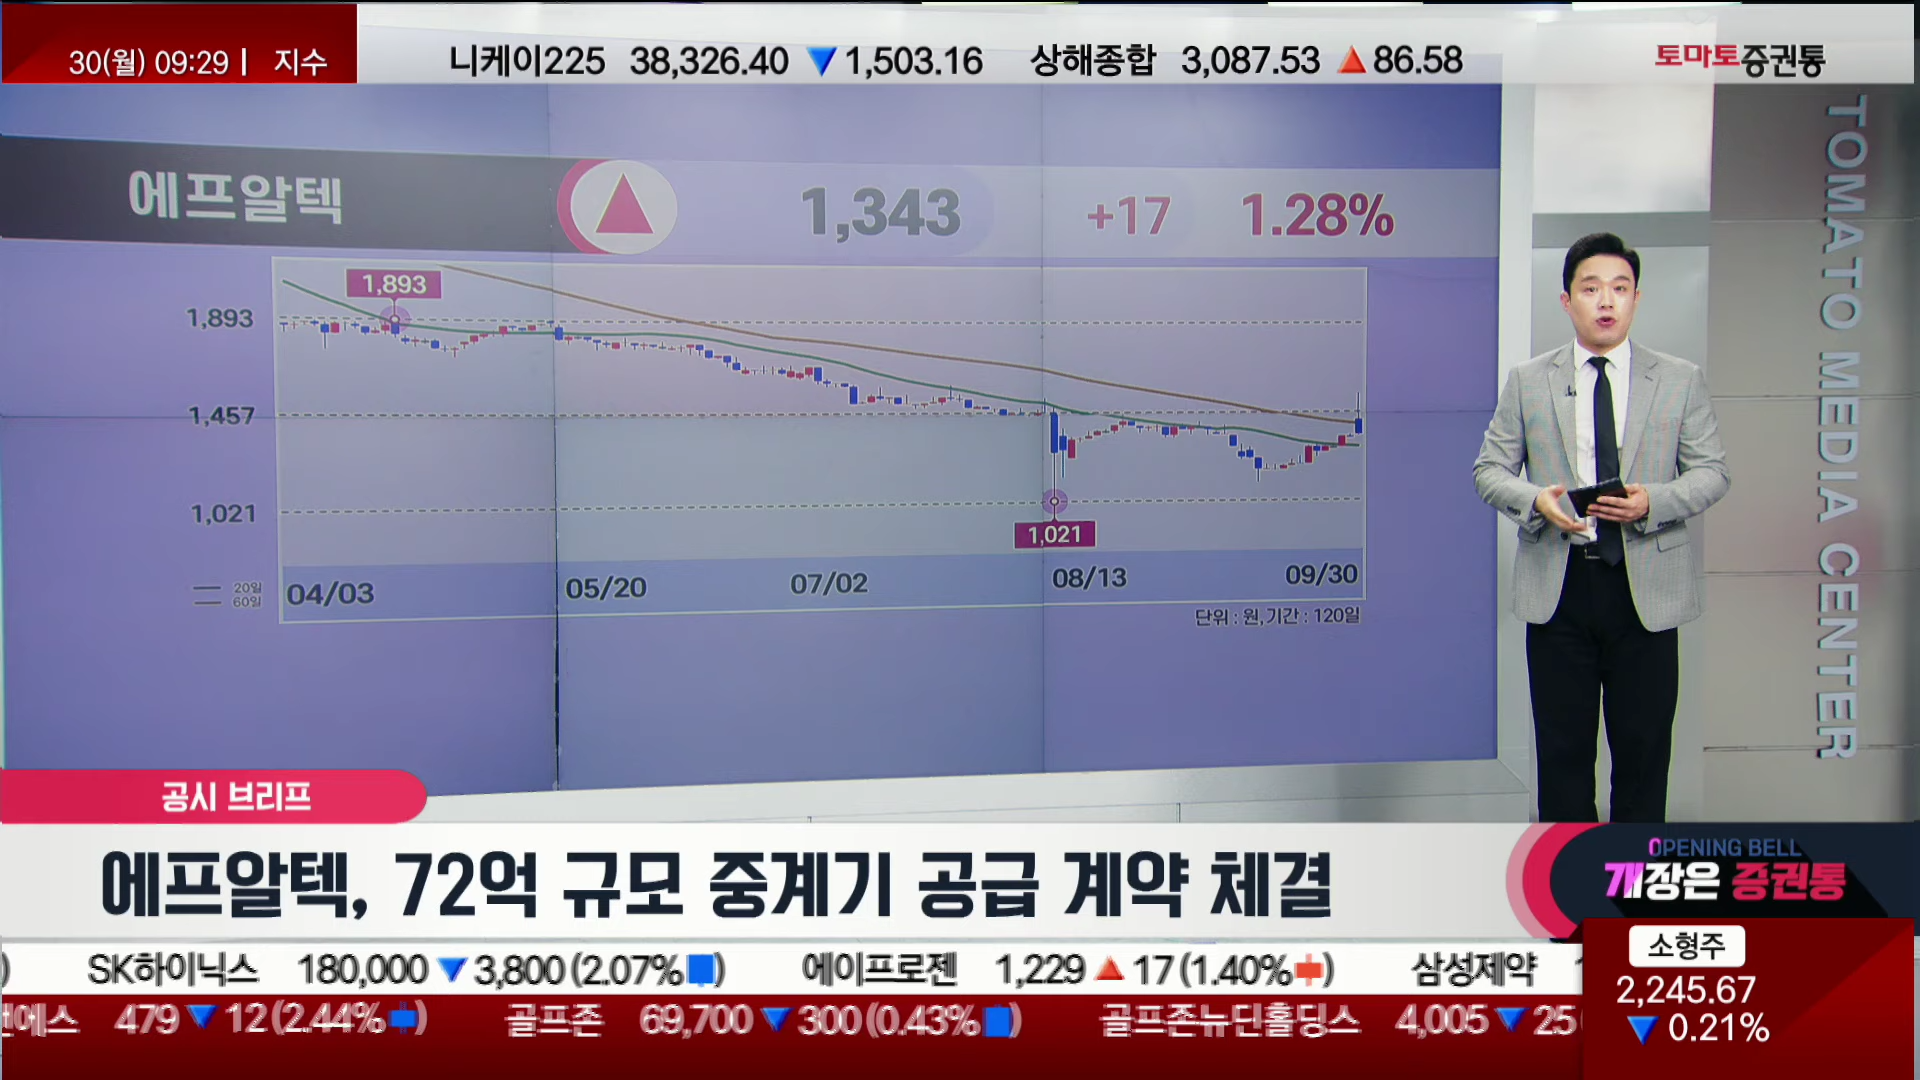 30(월) 09:29 | 지수
니케이225 38,326.40 ▼1,503.16 상해종합 3,087.53 ▲86.58
토마토증권통
에프알텍 ▲ 1,343 +17 1.28%
1,893
1,893
1,457
1,021
1,021
20일
60일
04/03 05/20 07/02 08/13 09/30
단위 : 원, 기간 : 120일
TOMATO MEDIA CENTER
공시 브리프
에프알텍, 72억 규모 중계기 공급 계약 체결
OPENING BELL
개장은 증권통
) SK하이닉스 180,000 ▼3,800(2.07%) 에이프로젠 1,229 ▲17(1.40%) 삼성제약
에스 479 ▼12(2.44%) 골프존 69,700 ▼300(0.43%) 골프존뉴딘홀딩스 4,005 ▼25
소형주
2,245.67
▼0.21%